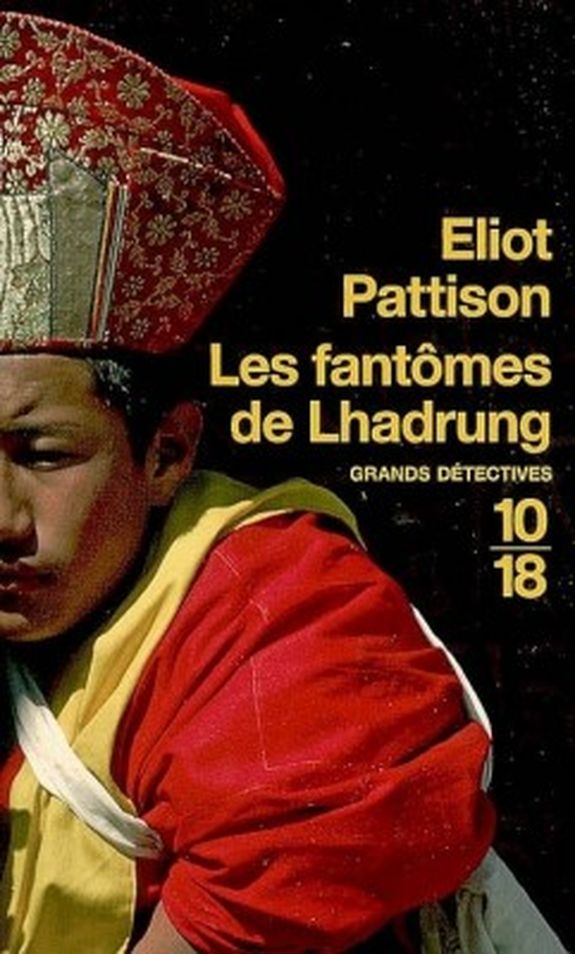 Eliot
Pattison
Les fantômes
de Lhadrung
GRANDS DÉTECTIVES
10
18